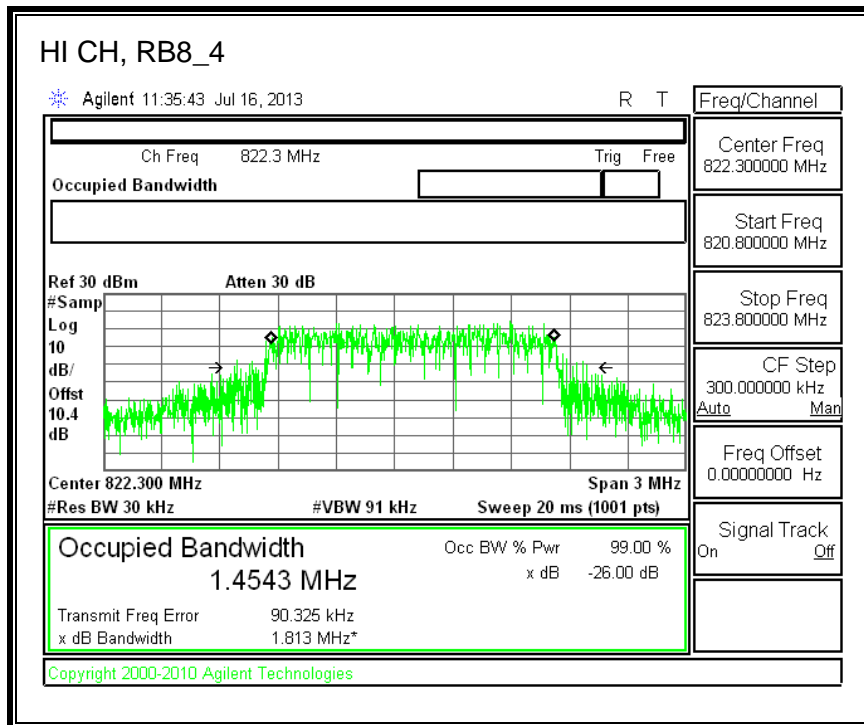 HI CH, RB8_4
Agilent 11:35:43 Jul 16, 2013 R T
Ch Freq 822.3 MHz Trig Free
Occupied Bandwidth
Ref 30 dBm Atten 30 dB
#Samp
Log
10
dB/
Offst
10.4
dB
Center 822.300 MHz Span 3 MHz
#Res BW 30 kHz #VBW 91 kHz Sweep 20 ms (1001 pts)
Occupied Bandwidth Occ BW % Pwr 99.00 %
1.4543 MHz x dB -26.00 dB
Transmit Freq Error 90.325 kHz
x dB Bandwidth 1.813 MHz*
Copyright 2000-2010 Agilent Technologies
Freq/Channel
Center Freq
822.300000 MHz
Start Freq
820.800000 MHz
Stop Freq
823.800000 MHz
CF Step
300.000000 kHz
Auto Man
Freq Offset
0.00000000 Hz
Signal Track
On Off